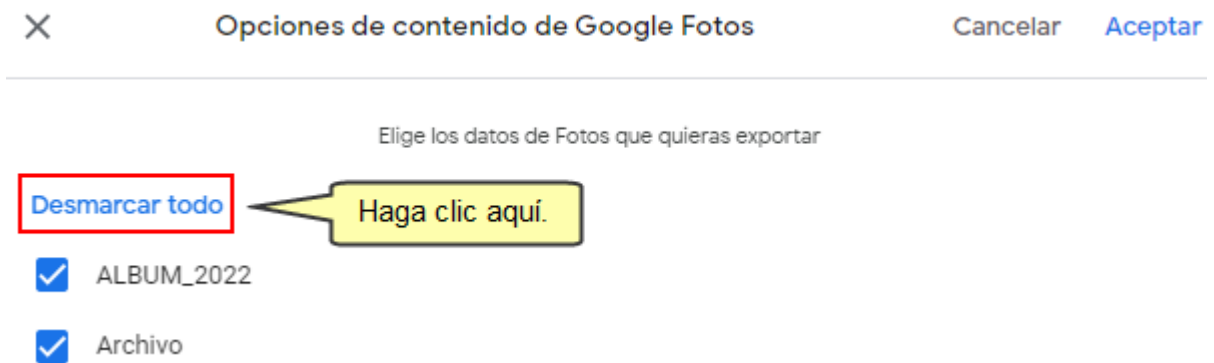 Opciones de contenido de Google Fotos Cancelar Aceptar
Elige los datos de Fotos que quieras exportar
Desmarcar todo Haga clic aquí.
ALBUM_2022
Archivo